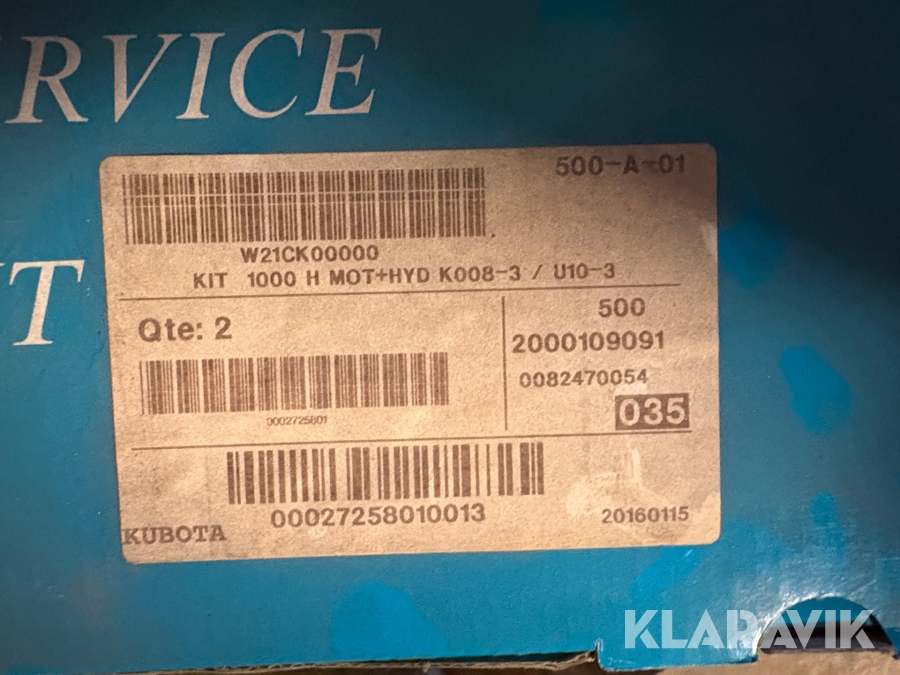 RVICE
500-A-01
W21CK00000
KIT 1000 H MOT+HYD K008-3 / U10-3
IT
Qte: 2
500
2000109091
0082470054
035
00027258010013
20160115
KUBOTA
KLARAVIK